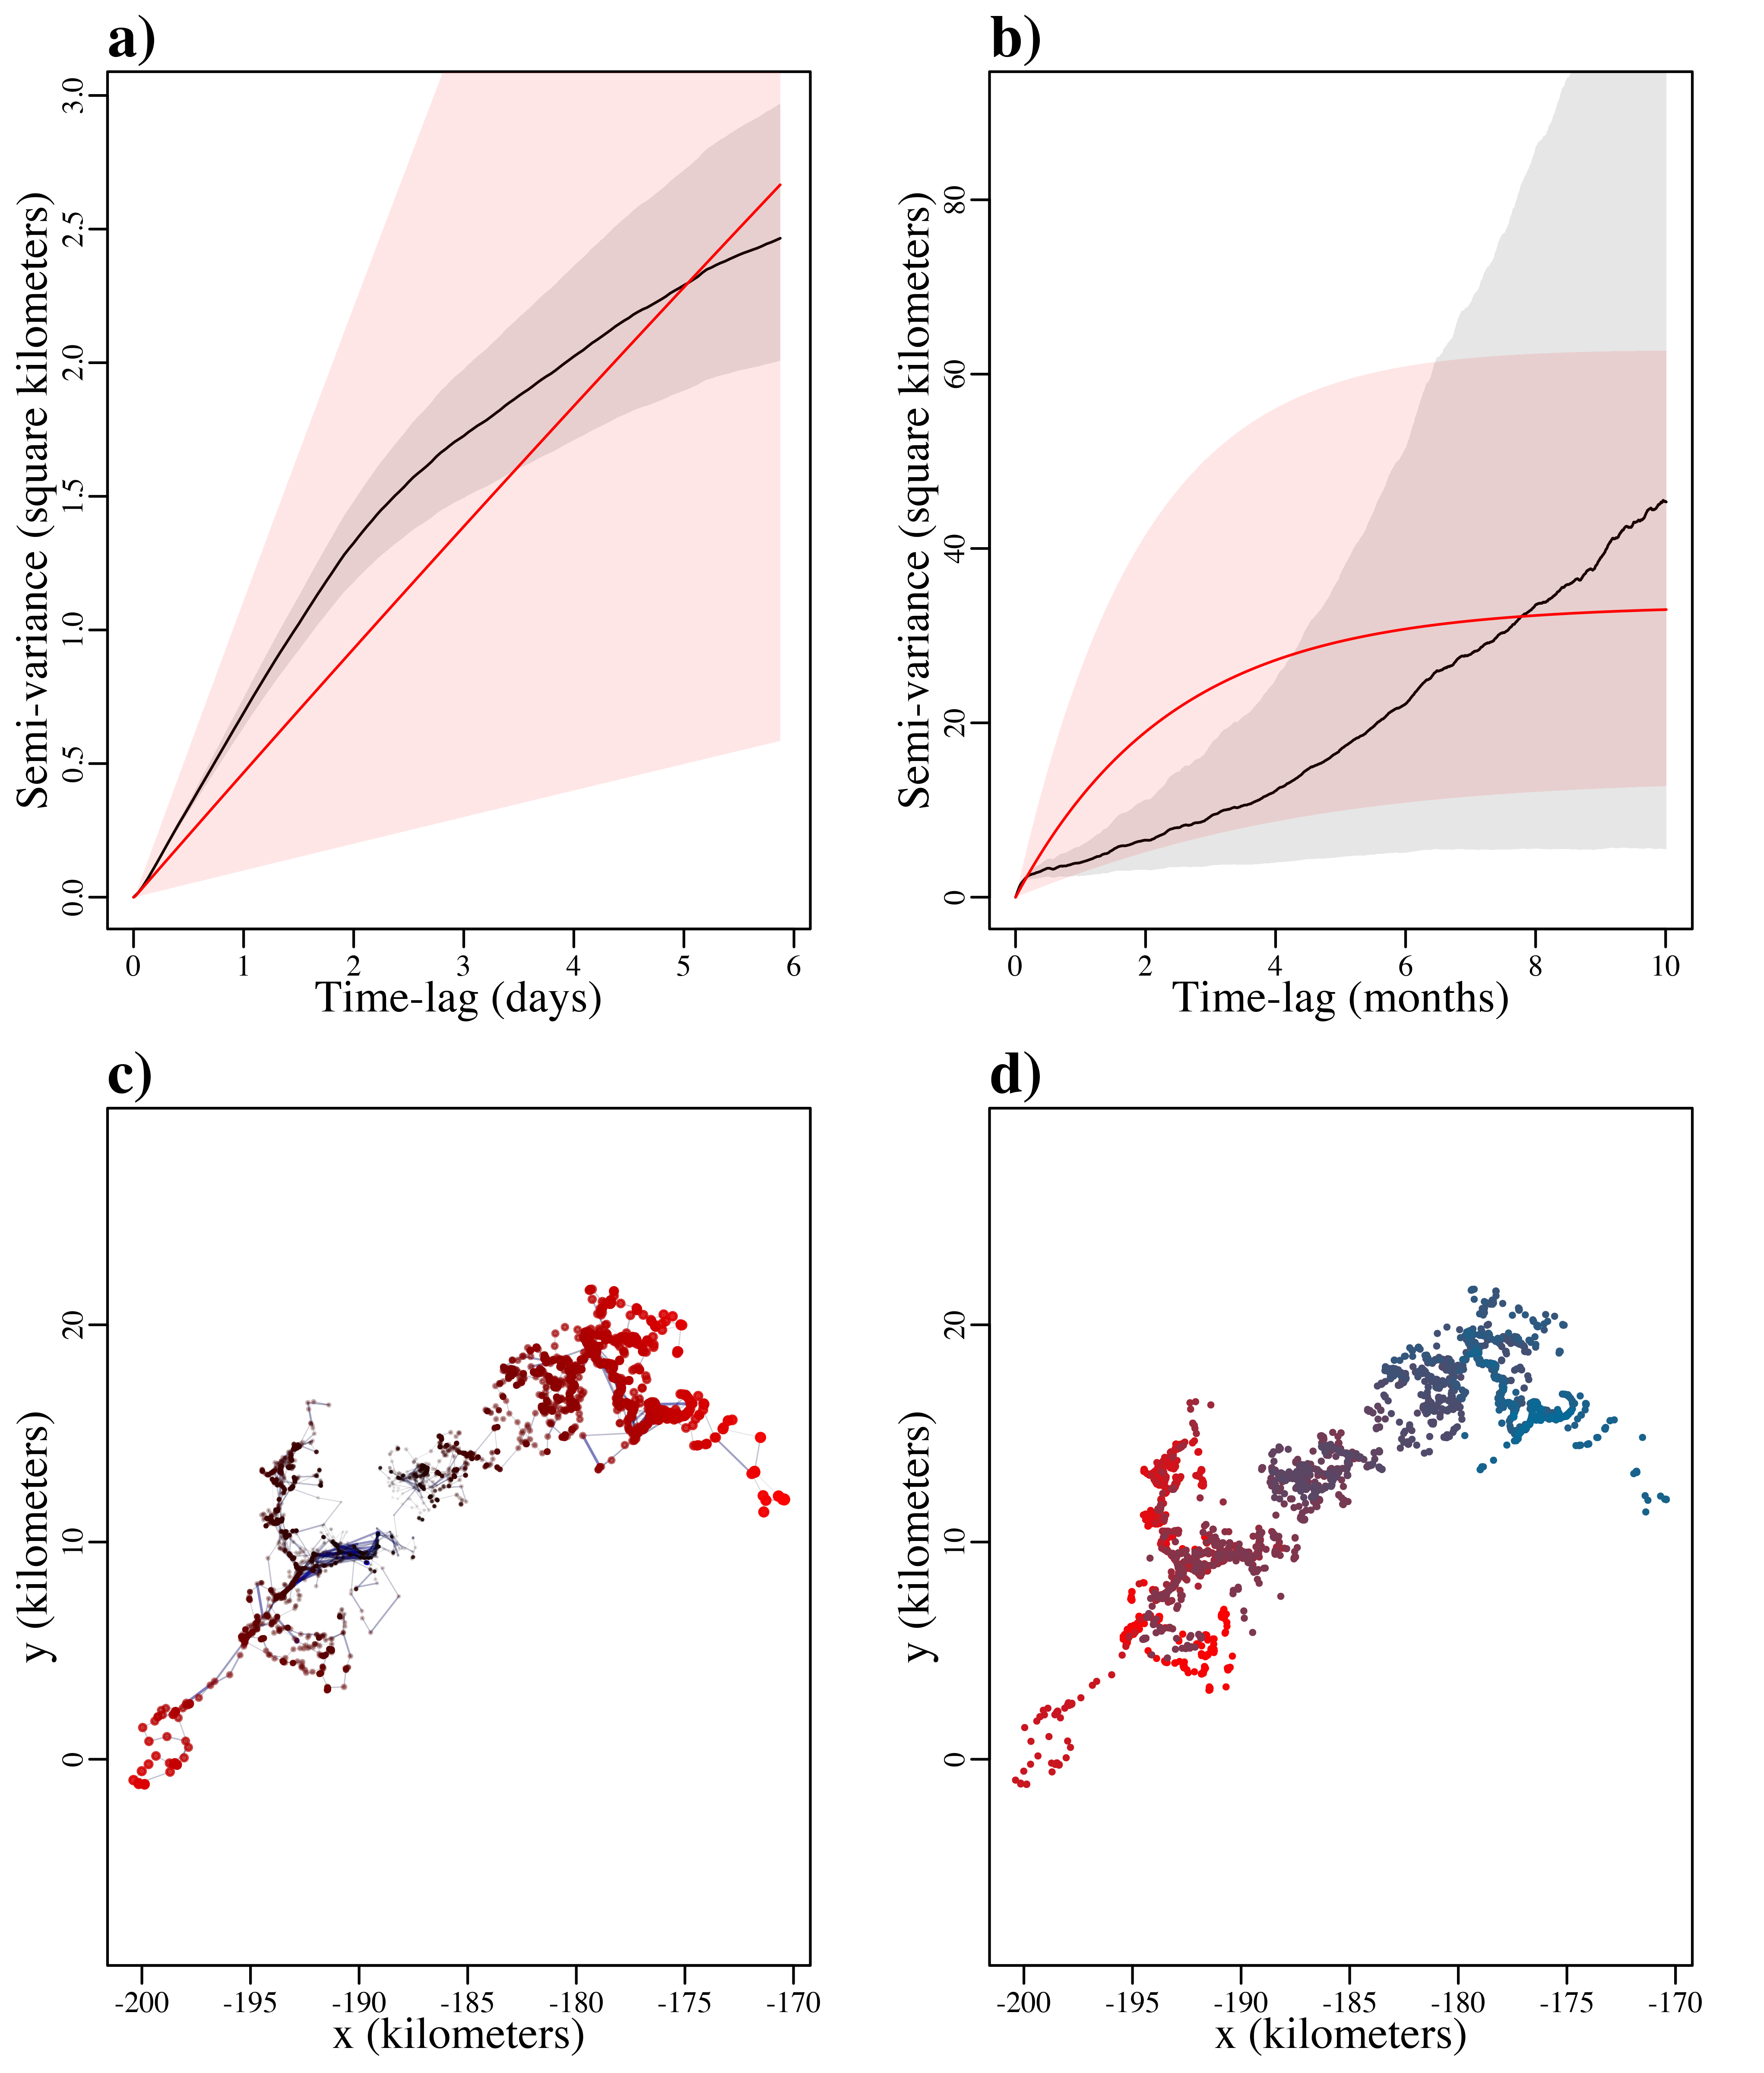 a)
Semi-variance (square kilometers)
0.0 0.5 1.0 1.5 2.0 2.5 3.0
0 1 2 3 4 5 6
Time-lag (days)
b)
Semi-variance (square kilometers)
0 20 40 60 80
0 2 4 6 8 10
Time-lag (months)
c)
y (kilometers)
0 10 20
-200 -195 -190 -185 -180 -175 -170
x (kilometers)
d)
y (kilometers)
0 10 20
-200 -195 -190 -185 -180 -175 -170
x (kilometers)